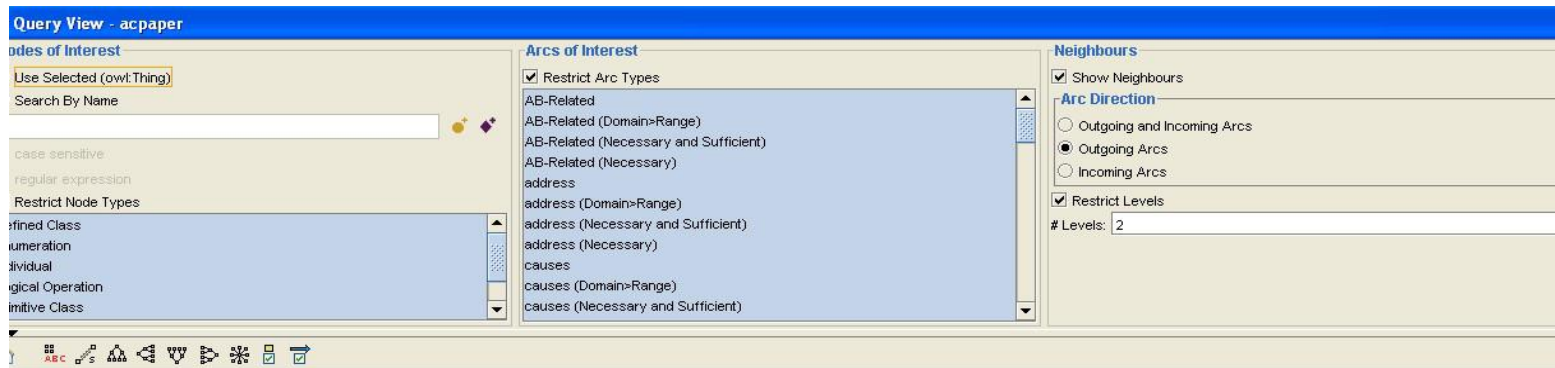 Query View - acpaper
odes of Interest
Use Selected (owl:Thing)
Search By Name
case sensitive
regular expression
Restrict Node Types
efined Class
numeration
dividual
ogical Operation
imitive Class
Arcs of Interest
Restrict Arc Types
AB-Related
AB-Related (Domain>Range)
AB-Related (Necessary and Sufficient)
AB-Related (Necessary)
address
address (Domain>Range)
address (Necessary and Sufficient)
address (Necessary)
causes
causes (Domain>Range)
causes (Necessary and Sufficient)
Neighbours
Show Neighbours
Arc Direction
Outgoing and Incoming Arcs
Outgoing Arcs
Incoming Arcs
Restrict Levels
# Levels: 2
ABC
S